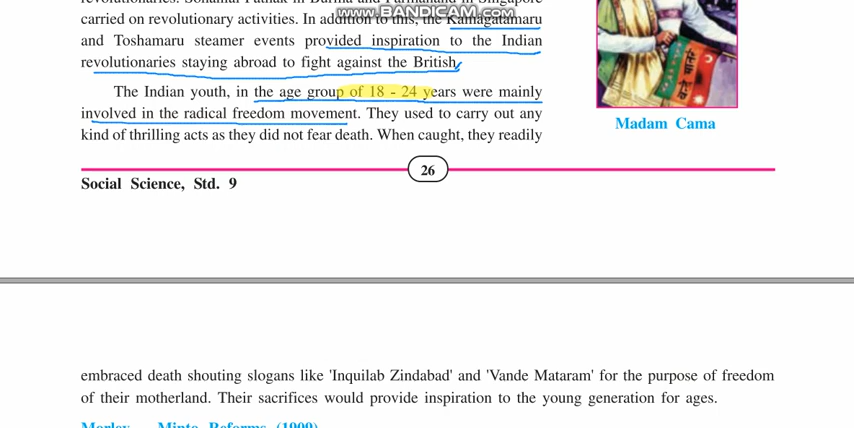 carried on revolutionary activities. In addition to this, the Kamagatamaru
www.BANDICAM.com
and Toshamaru steamer events provided inspiration to the Indian
revolutionaries staying abroad to fight against the British.
The Indian youth, in the age group of 18 - 24 years were mainly
involved in the radical freedom movement. They used to carry out any
kind of thrilling acts as they did not fear death. When caught, they readily
Madam Cama
26
Social Science, Std. 9
embraced death shouting slogans like 'Inquilab Zindabad' and 'Vande Mataram' for the purpose of freedom
of their motherland. Their sacrifices would provide inspiration to the young generation for ages.
Morley - Minto Reforms (1909)